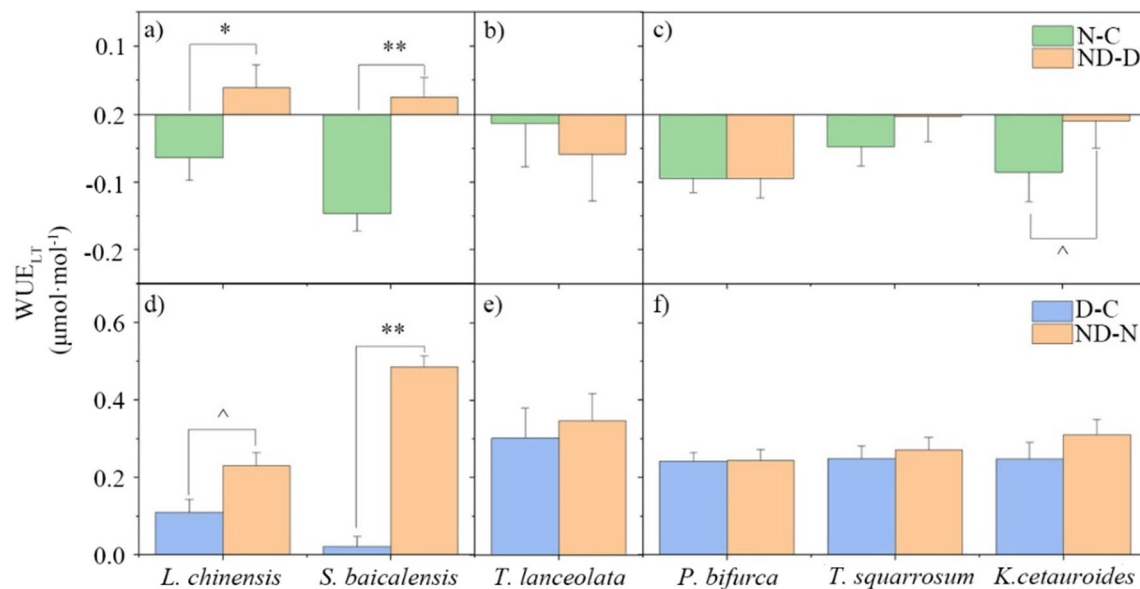 a)
b)
c)
N-C
ND-D
0.1
0.2
-0.1
-0.2
*
**
^
WUE_LT
(μmol·mol⁻¹)
d)
e)
f)
D-C
ND-N
0.6
0.4
0.2
0.0
^
**
L. chinensis S. baicalensis T. lanceolata P. bifurca T. squarrosum K.cetauroides